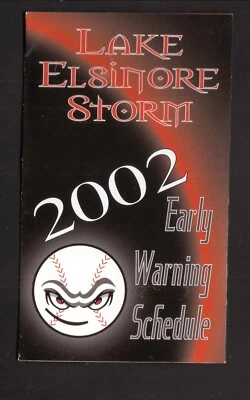 LAKE
ELSINORE
STORM
2002
Early
Warning
Schedule